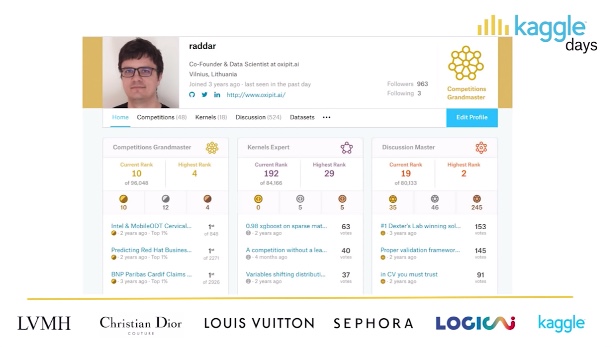 kaggle
days
raddar
Co-Founder & Data Scientist at oxipit.ai
Vilnius, Lithuania
Joined 3 years ago · last seen in the past day
http://www.oxipit.ai/
Followers 963
Following 3
Competitions
Grandmaster
Home Competitions (49) Kernels (18) Discussion (524) Datasets ••• Edit Profile
Competitions Grandmaster
Current Rank Highest Rank
10 4
of 96,048
10 12 4
Intel & MobileODT Cervical... 1st
2 years ago · Top 1% of 848
Predicting Red Hat Busines... 1st
2 years ago · Top 1% of 2271
BNP Paribas Cardif Claims ... 1st
3 years ago · Top 1%
Kernels Expert
Current Rank Highest Rank
192 29
of 84,166
0 5 5
0.98 xgboost on sparse mat... 63
2 years ago votes
A competition without a lea... 40
4 months ago votes
Variables shifting distributi... 37
2 years ago votes
Discussion Master
Current Rank Highest Rank
19 2
of 80,123
35 46 245
#1 Dexter's Lab winning sol... 153
3 years ago votes
Proper validation framewor... 145
2 years ago votes
in CV you must trust 91
2 years ago votes
LVMH
Christian Dior
COUTURE
LOUIS VUITTON
SEPHORA
LOGICAI
kaggle